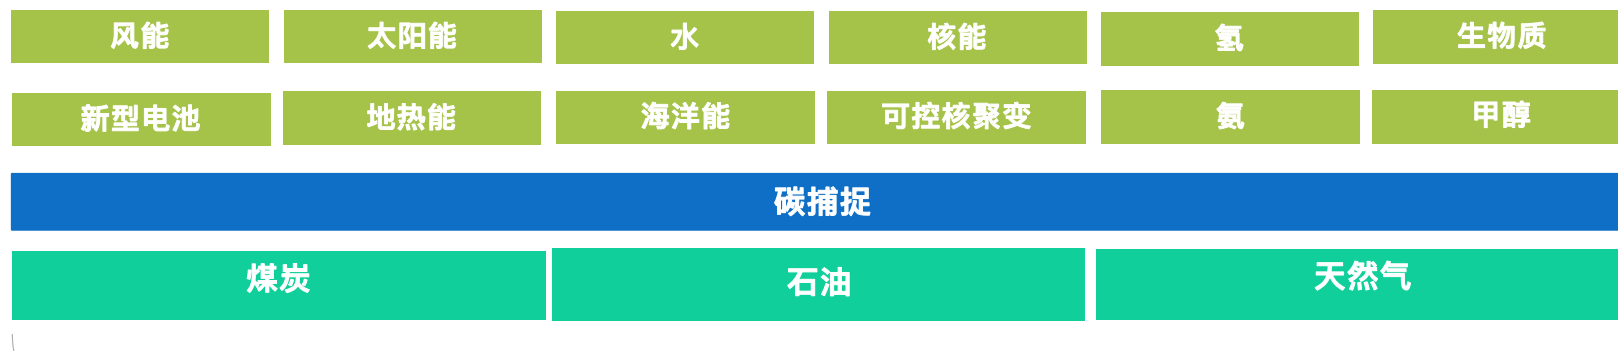 风能 太阳能 水 核能 氢 生物质
新型电池 地热能 海洋能 可控核聚变 氨 甲醇
碳捕捉
煤炭 石油 天然气